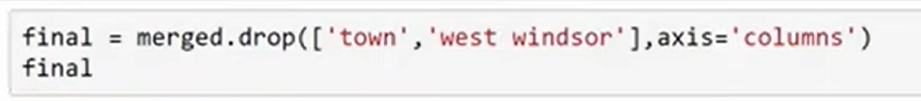 final = merged.drop(['town','west windsor'],axis='columns')
final